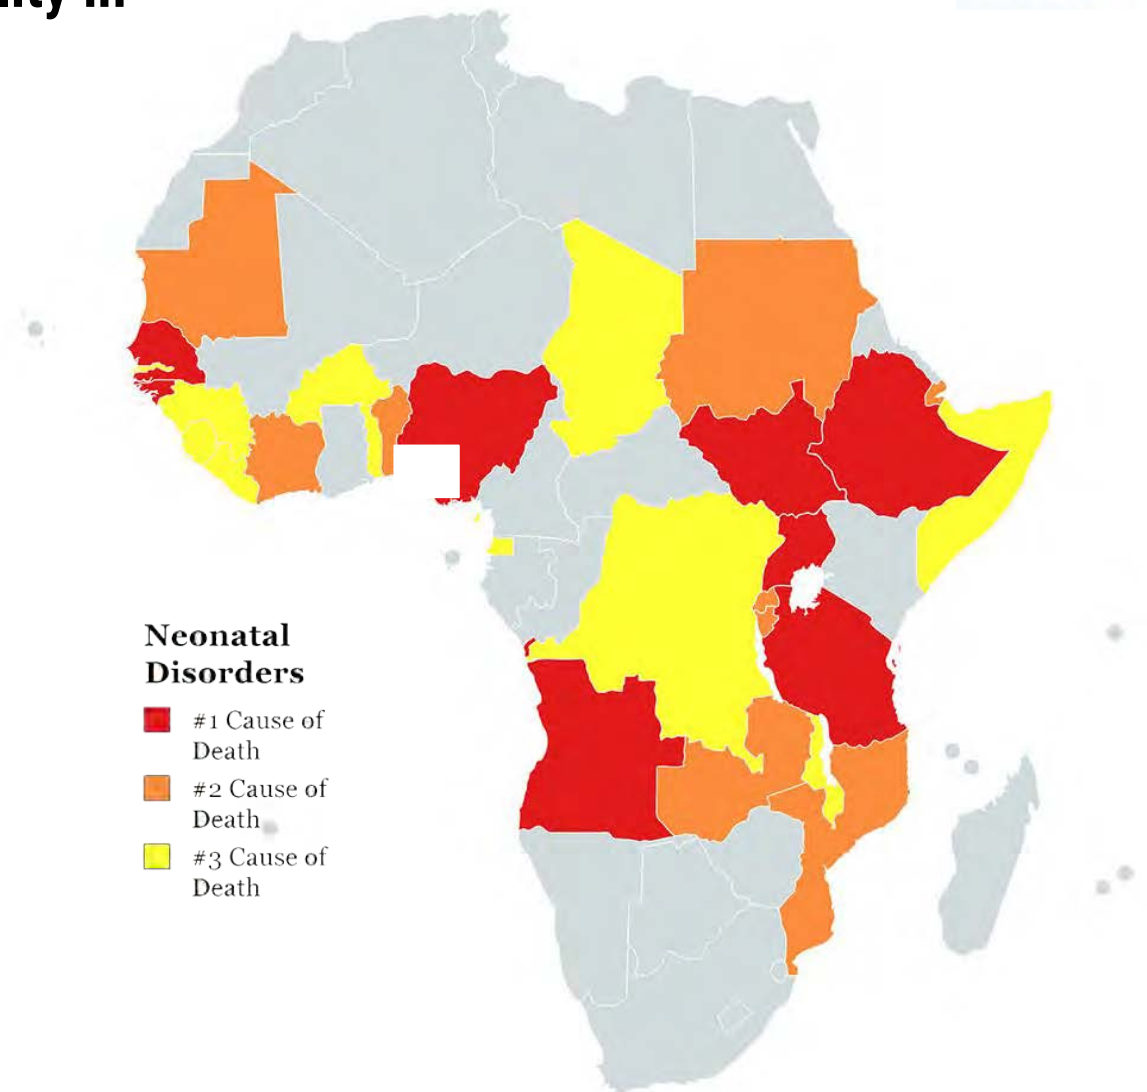 Neonatal
Disorders
#1 Cause of
Death
#2 Cause of
Death
#3 Cause of
Death